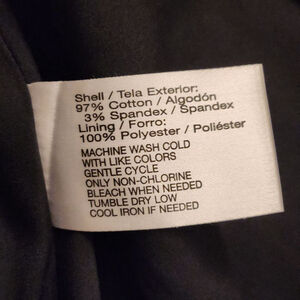 Shell / Tela Exterior:
97% Cotton / Algodón
3% Spandex / Spandex
Lining / Forro:
100% Polyester / Poliéster
MACHINE WASH COLD
WITH LIKE COLORS
GENTLE CYCLE
ONLY NON-CHLORINE
BLEACH WHEN NEEDED
TUMBLE DRY LOW
COOL IRON IF NEEDED